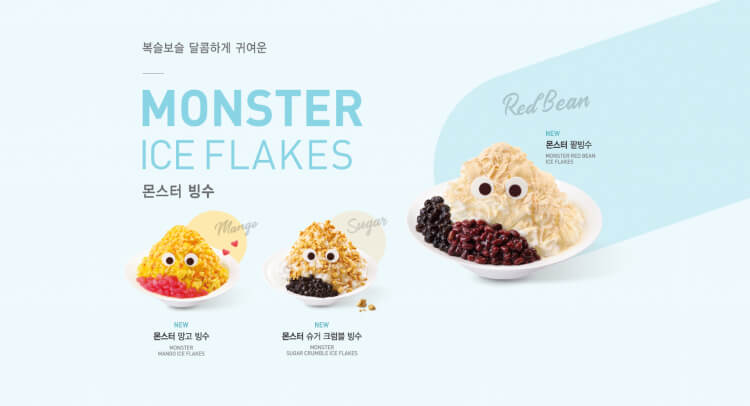 복슬보슬 달콤하게 귀여운
MONSTER
ICE FLAKES
몬스터 빙수
Red Bean
NEW
몬스터 팥빙수
MONSTER RED BEAN
ICE FLAKES
Mango
NEW
몬스터 망고 빙수
MONSTER
MANGO ICE FLAKES
Sugar
NEW
몬스터 슈거 크럼블 빙수
MONSTER
SUGAR CRUMBLE ICE FLAKES